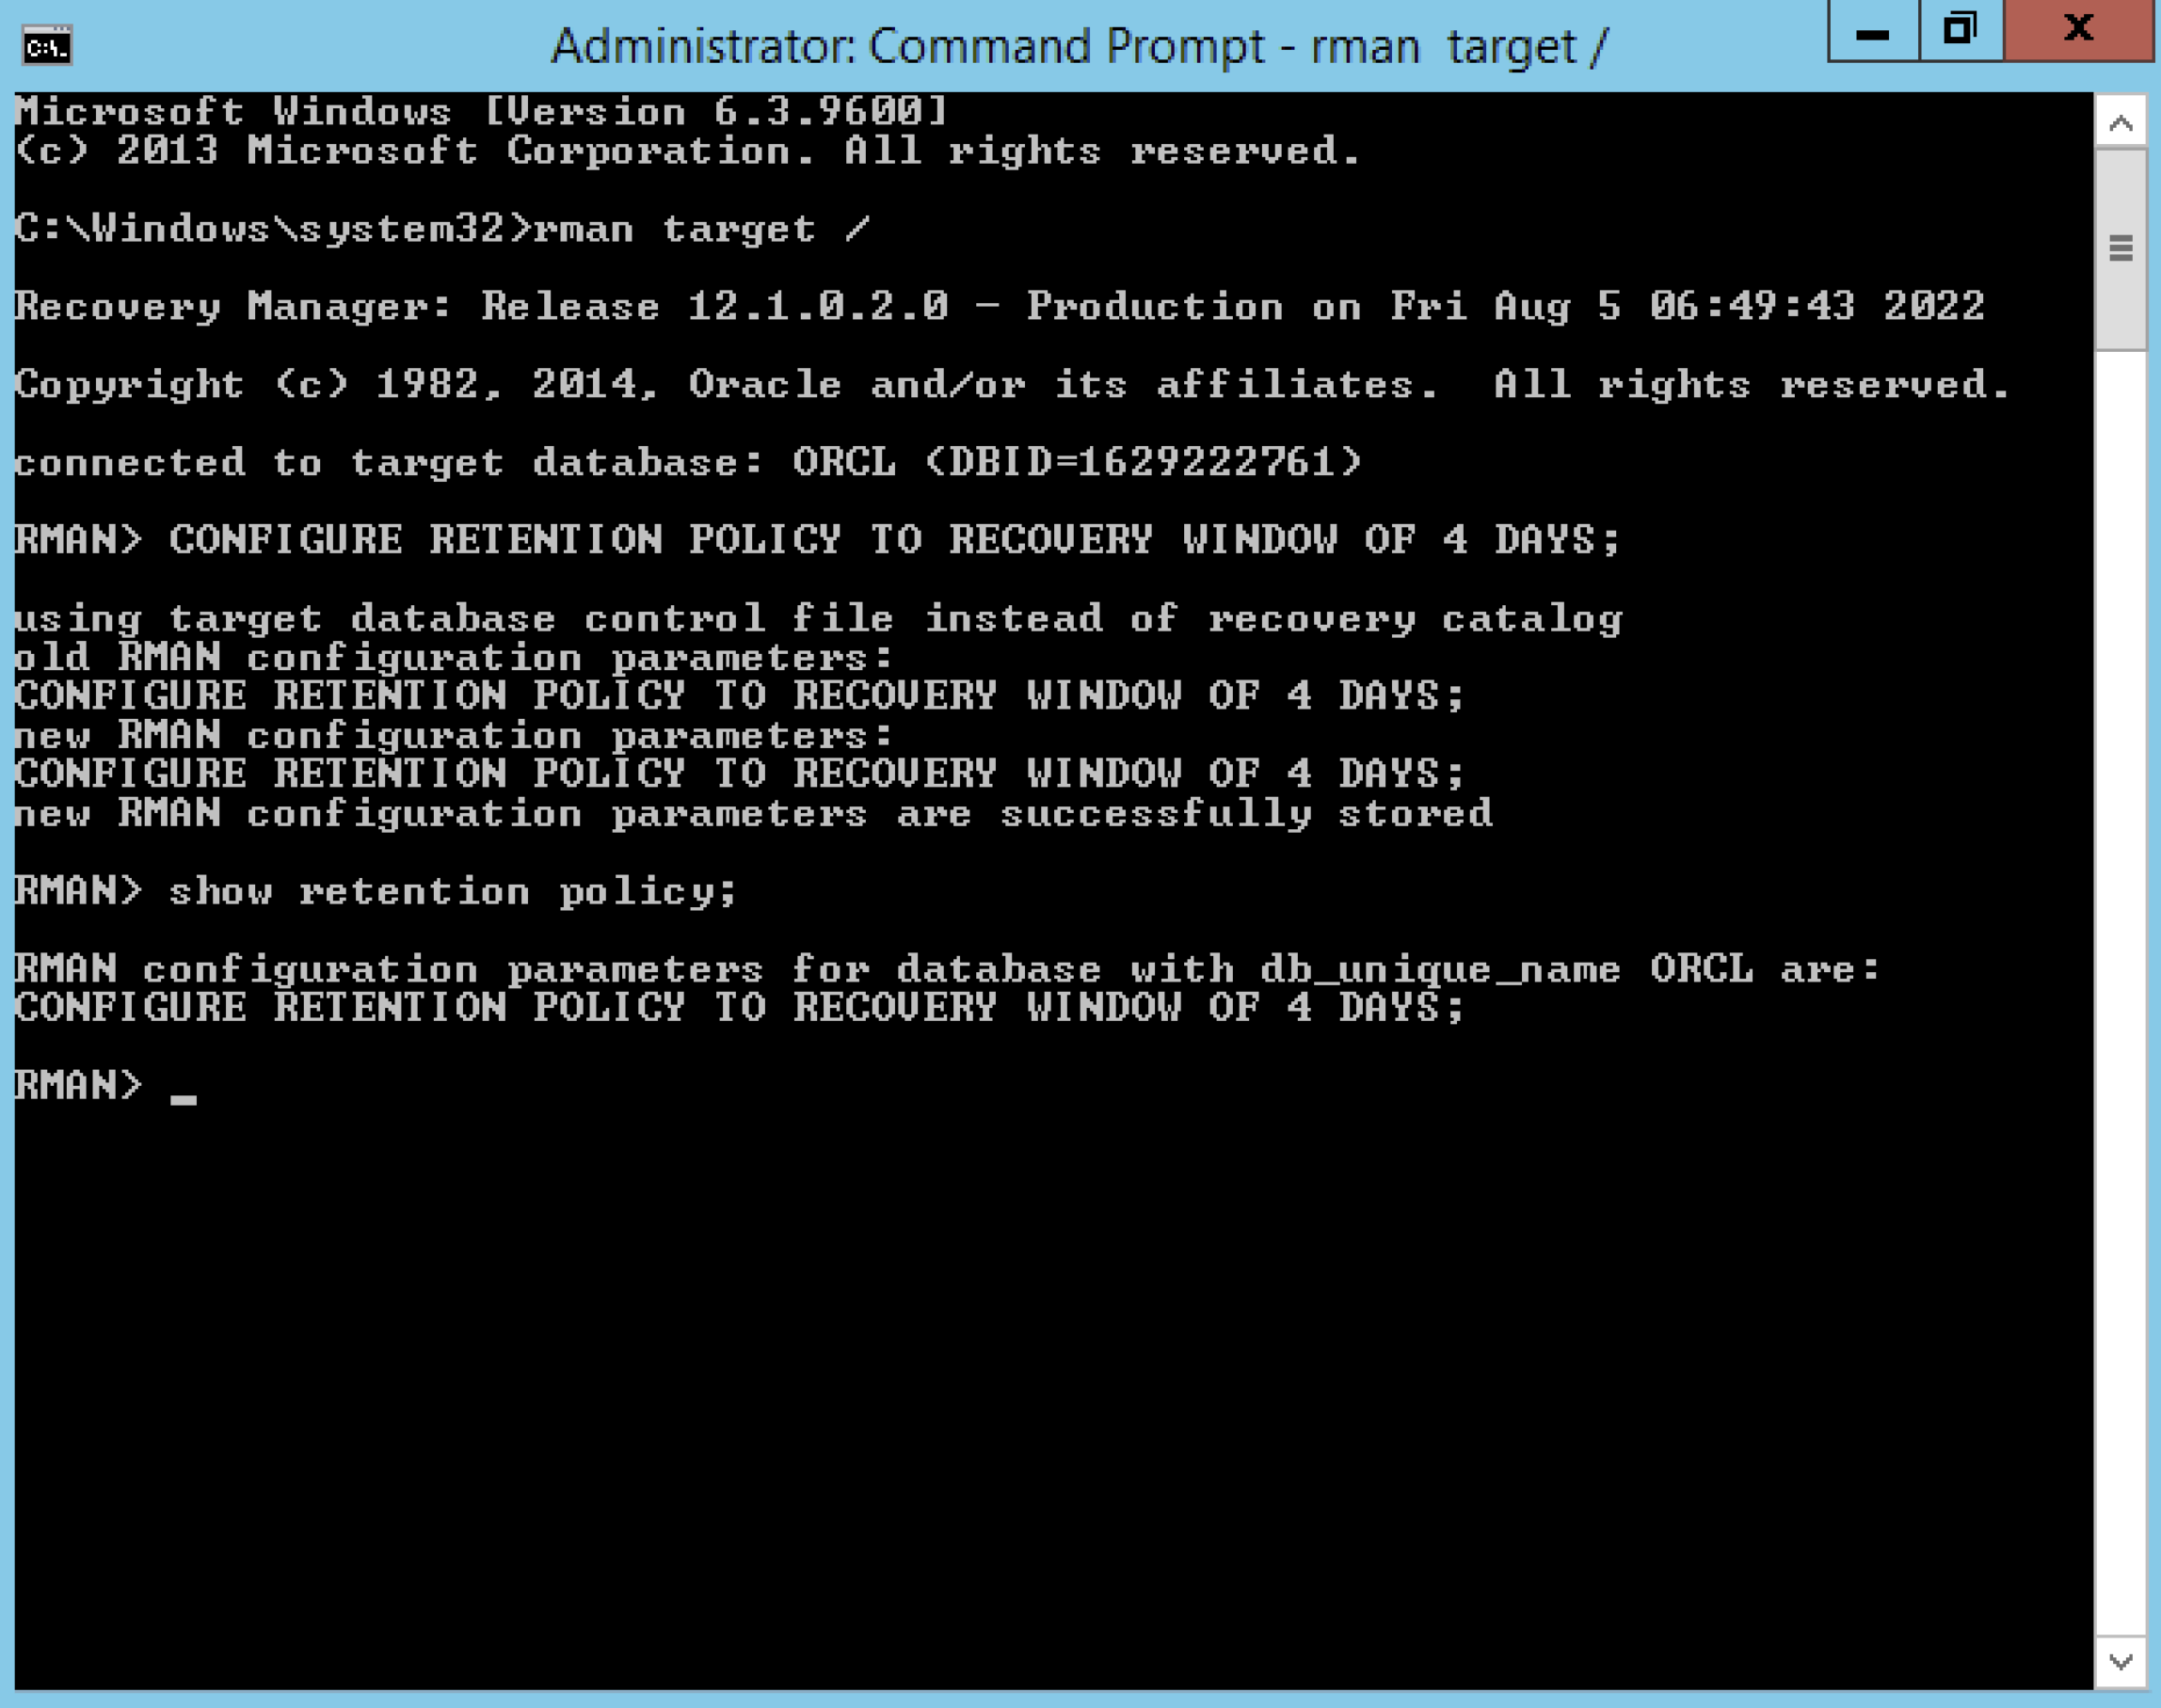 Administrator: Command Prompt - rman  target /
Microsoft Windows [Version 6.3.9600]
(c) 2013 Microsoft Corporation. All rights reserved.
C:\Windows\system32>rman target /
Recovery Manager: Release 12.1.0.2.0 - Production on Fri Aug 5 06:49:43 2022
Copyright (c) 1982, 2014, Oracle and/or its affiliates.  All rights reserved.
connected to target database: ORCL (DBID=1629222761)
RMAN> CONFIGURE RETENTION POLICY TO RECOVERY WINDOW OF 4 DAYS;
using target database control file instead of recovery catalog
old RMAN configuration parameters:
CONFIGURE RETENTION POLICY TO RECOVERY WINDOW OF 4 DAYS;
new RMAN configuration parameters:
CONFIGURE RETENTION POLICY TO RECOVERY WINDOW OF 4 DAYS;
new RMAN configuration parameters are successfully stored
RMAN> show retention policy;
RMAN configuration parameters for database with db_unique_name ORCL are:
CONFIGURE RETENTION POLICY TO RECOVERY WINDOW OF 4 DAYS;
RMAN> _